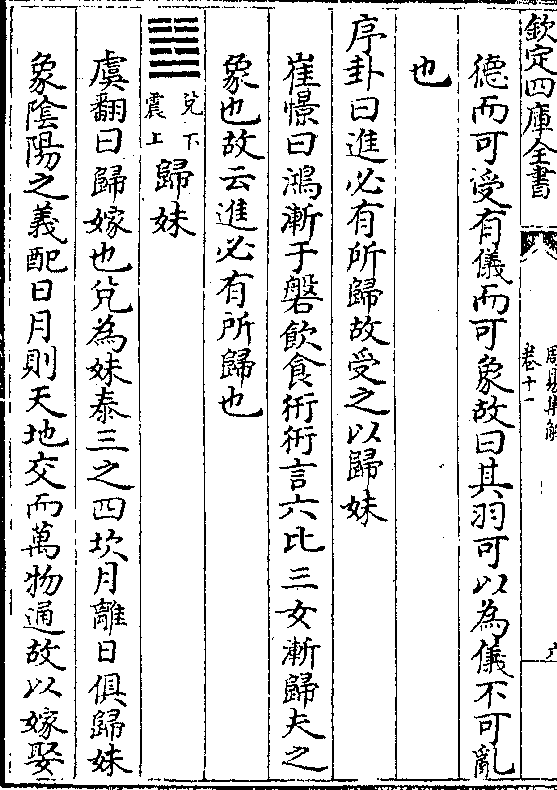 欽定四庫全書
周易集解
卷十一
德而可受有儀而可象故曰其羽可以為儀不可亂
也
序卦曰進必有所歸故受之以歸妹
崔憬曰鴻漸于磐飲食衎衎言六比三女漸歸夫之
象也故云進必有所歸也
䷵兌下震上歸妹
虞翻曰歸嫁也兌為妹泰三之四坎月離日俱歸妹
象陰陽之義配日月則天地交而萬物通故以嫁娶